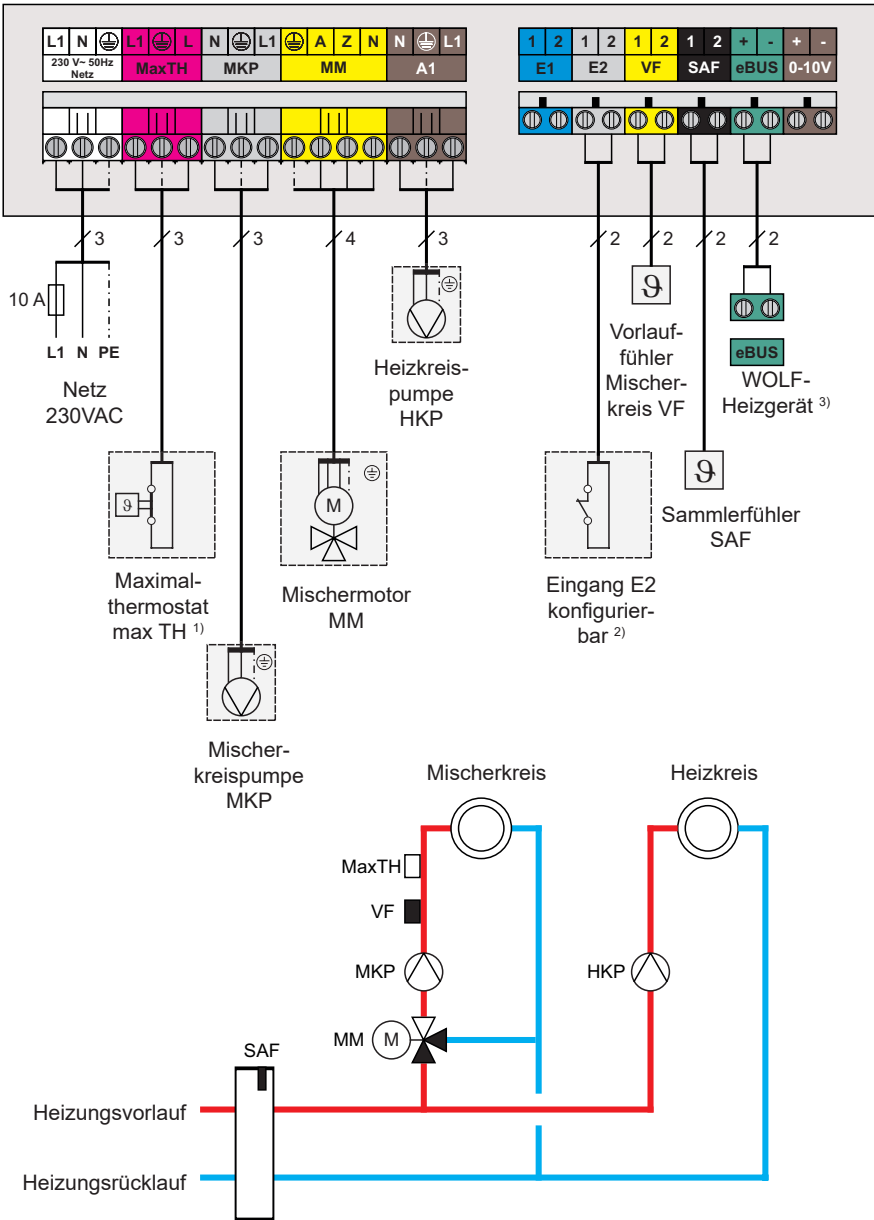 L1 N L1 L N L1 A Z N N L1
230 V~ 50Hz
Netz
MaxTH MKP MM A1
1 2 1 2 1 2 1 2 + - + -
E1 E2 VF SAF eBUS 0-10V
3 3 3 4 3 2 2 2 2
10 A
L1 N PE
Netz
230VAC
Maximal-
thermostat
max TH 1)
Mischer-
kreispumpe
MKP
M
Mischermotor
MM
Heizkreis-
pumpe
HKP
ϑ
Eingang E2
konfigurier-
bar 2)
ϑ
Vorlauf-
fühler
Mischer-
kreis VF
ϑ
Sammlerfühler
SAF
eBUS
WOLF-
Heizgerät 3)
Mischerkreis
Heizkreis
MaxTH
VF
MKP
HKP
MM M
SAF
Heizungsvorlauf
Heizungsrücklauf